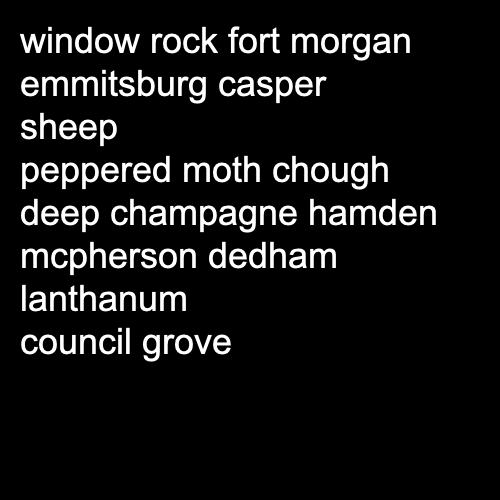 window rock fort morgan
emmitsburg casper
sheep
peppered moth chough
deep champagne hamden
mcpherson dedham
lanthanum
council grove